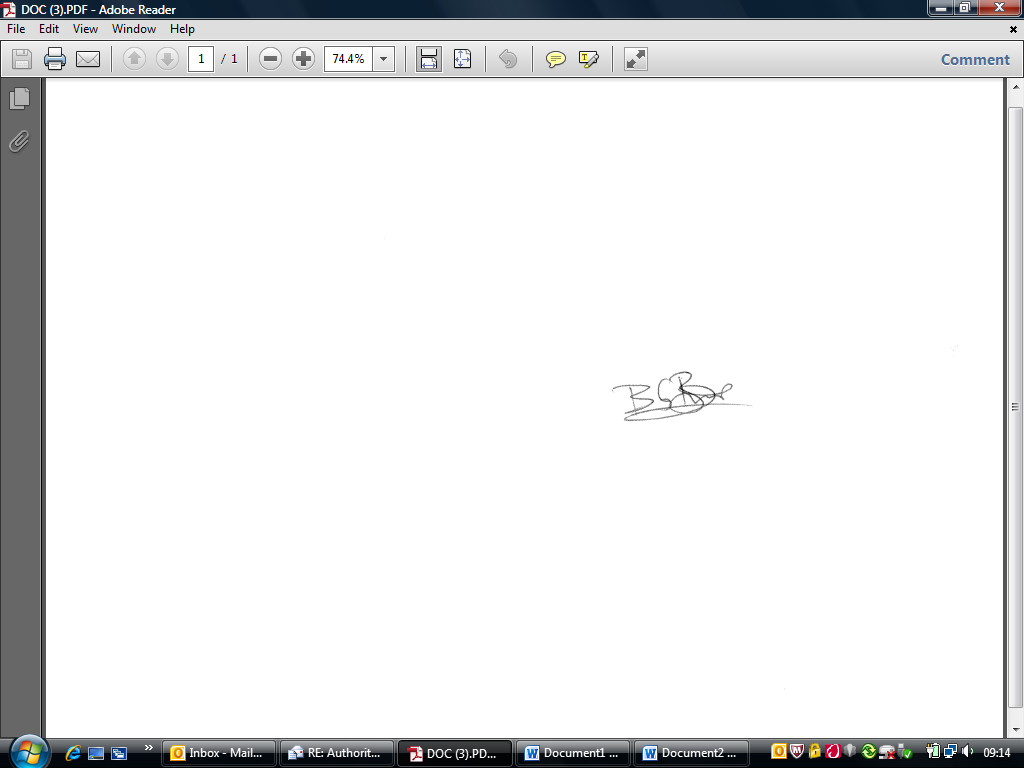 DOC (3).PDF - Adobe Reader
File Edit View Window Help
1 / 1 74.4% Comment
Inbox - Mail... RE: Authorit... DOC (3).PD... Document1 ... Document2 ... 09:14